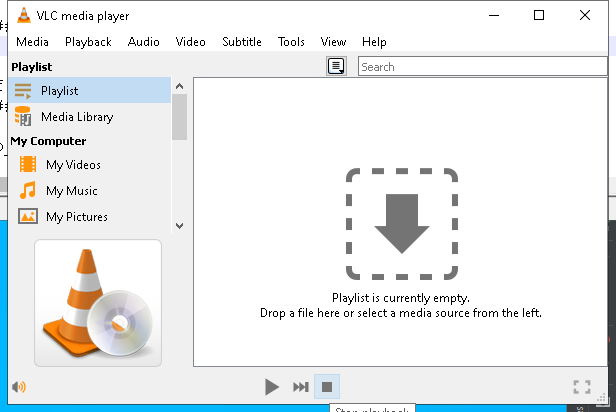 VLC media player
Media Playback Audio Video Subtitle Tools View Help
Playlist
Search
Playlist
Media Library
My Computer
My Videos
My Music
My Pictures
Playlist is currently empty.
Drop a file here or select a media source from the left.
Stop playback